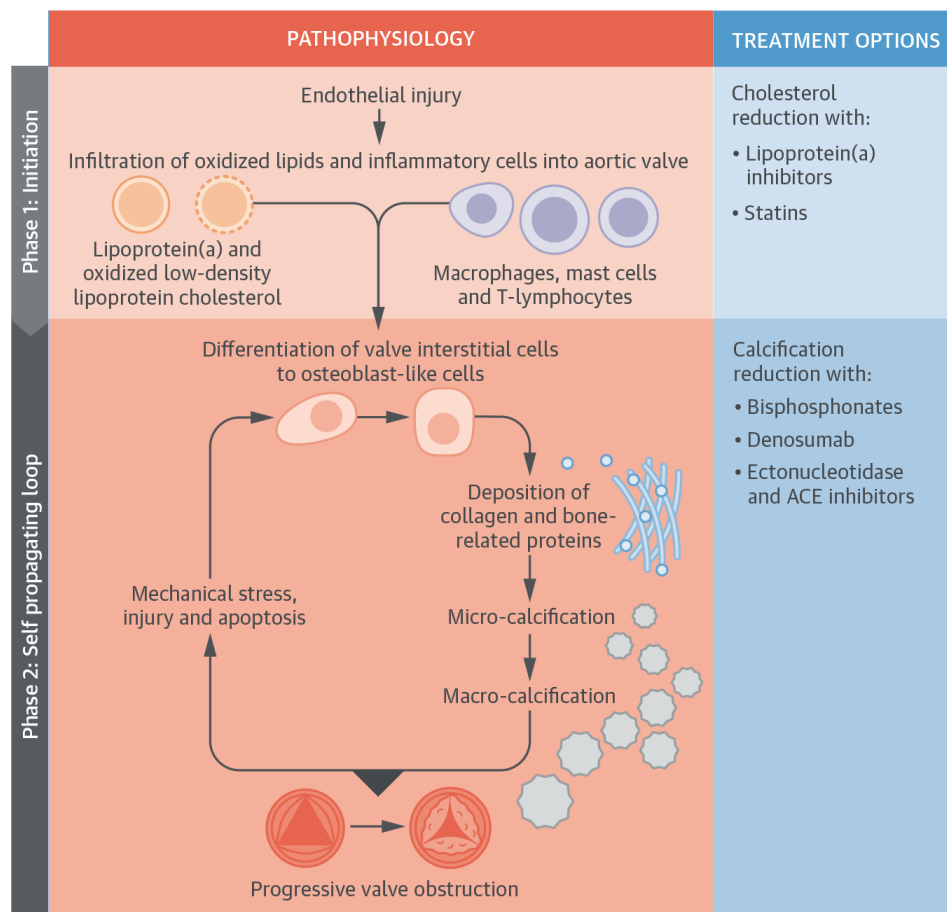 PATHOPHYSIOLOGY
TREATMENT OPTIONS
Phase 1: Initiation
Endothelial injury
Infiltration of oxidized lipids and inflammatory cells into aortic valve
Lipoprotein(a) and
oxidized low-density
lipoprotein cholesterol
Macrophages, mast cells
and T-lymphocytes
Cholesterol
reduction with:
• Lipoprotein(a)
inhibitors
• Statins
Phase 2: Self propagating loop
Differentiation of valve interstitial cells
to osteoblast-like cells
Deposition of
collagen and bone-
related proteins
Mechanical stress,
injury and apoptosis
Micro-calcification
Macro-calcification
Progressive valve obstruction
Calcification
reduction with:
• Bisphosphonates
• Denosumab
• Ectonucleotidase
and ACE inhibitors